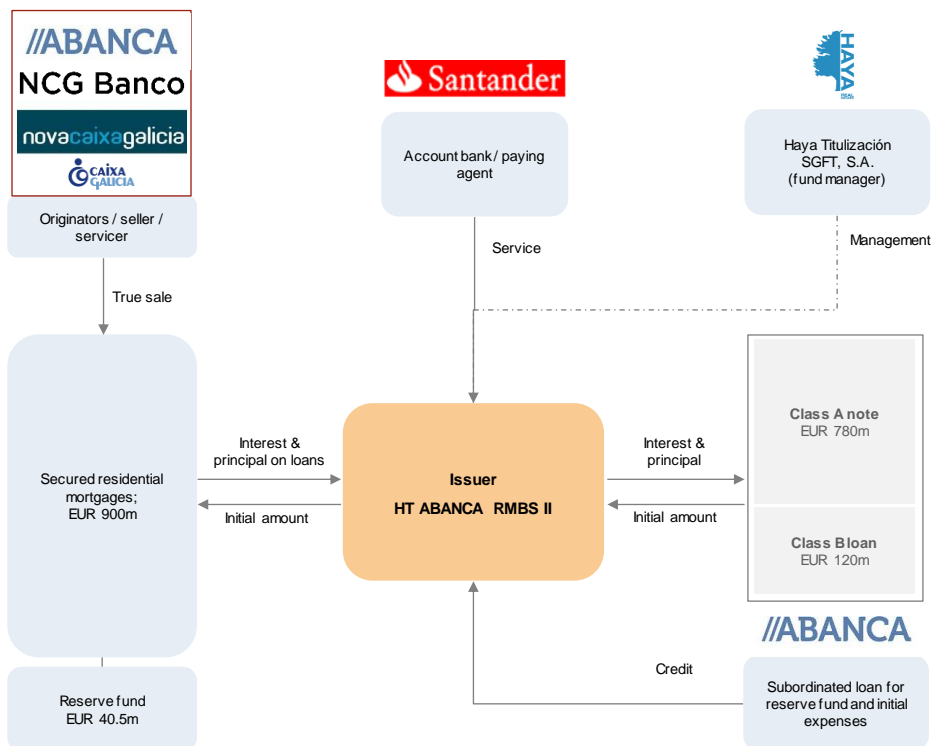 //ABANCA
NCG Banco
novacaixagalicia
CAIXA
GALICIA
Originators / seller /
servicer
Santander
Account bank / paying
agent
HAYA
REAL
ESTATE
Haya Titulización
SGFT, S.A.
(fund manager)
Service
Management
True sale
Secured residential
mortgages;
EUR 900m
Interest &
principal on loans
Initial amount
Issuer
HT ABANCA RMBS II
Interest &
principal
Initial amount
Class A note
EUR 780m
Class B loan
EUR 120m
Reserve fund
EUR 40.5m
Credit
//ABANCA
Subordinated loan for
reserve fund and initial
expenses